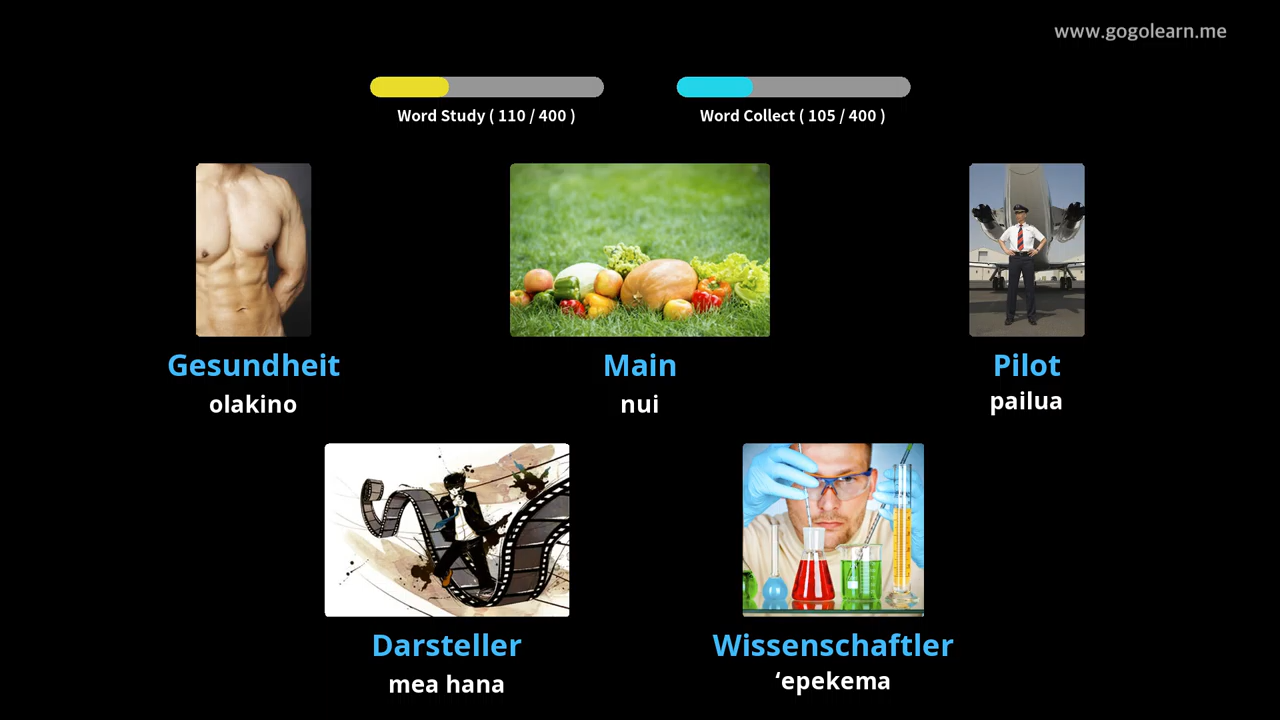 www.gogolearn.me
Word Study ( 110 / 400 )
Word Collect ( 105 / 400 )
Gesundheit
olakino
Main
nui
Pilot
pailua
Darsteller
mea hana
Wissenschaftler
ʻepekema